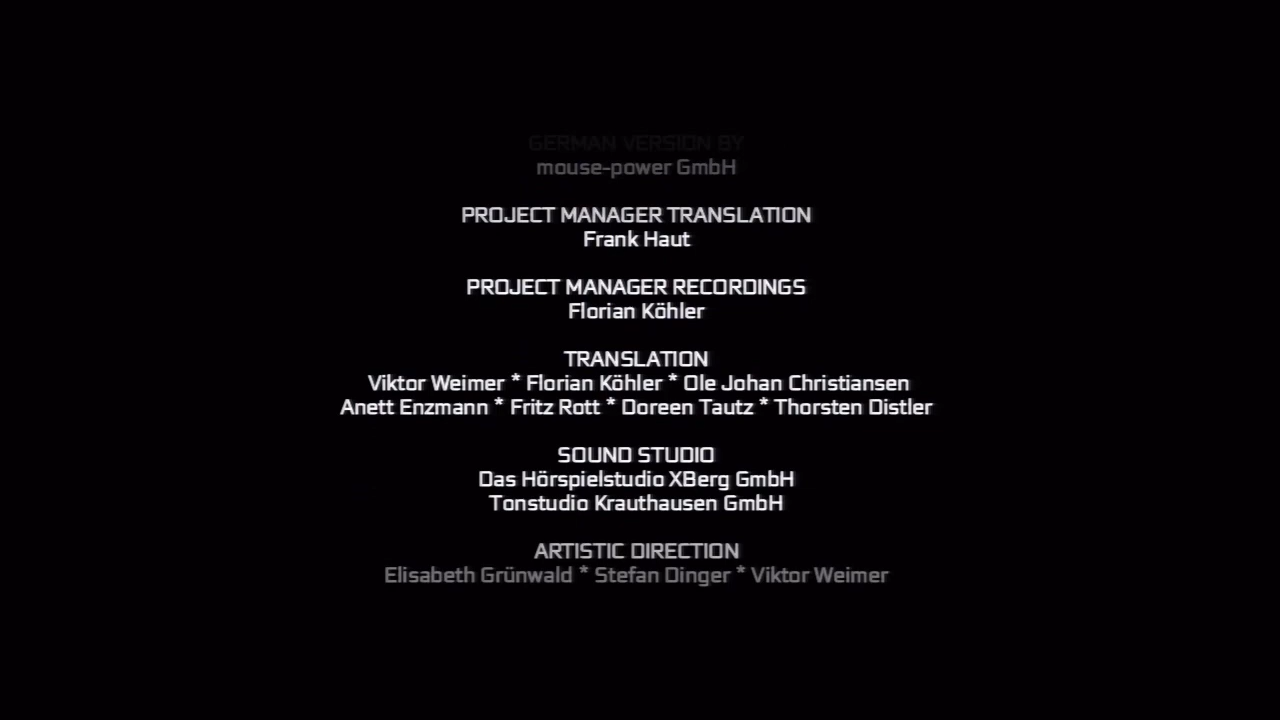 GERMAN VERSION BY
mouse-power GmbH
PROJECT MANAGER TRANSLATION
Frank Haut
PROJECT MANAGER RECORDINGS
Florian Köhler
TRANSLATION
Viktor Weimer * Florian Köhler * Ole Johan Christiansen
Anett Enzmann * Fritz Rott * Doreen Tautz * Thorsten Distler
SOUND STUDIO
Das Hörspielstudio XBerg GmbH
Tonstudio Krauthausen GmbH
ARTISTIC DIRECTION
Elisabeth Grünwald * Stefan Dinger * Viktor Weimer